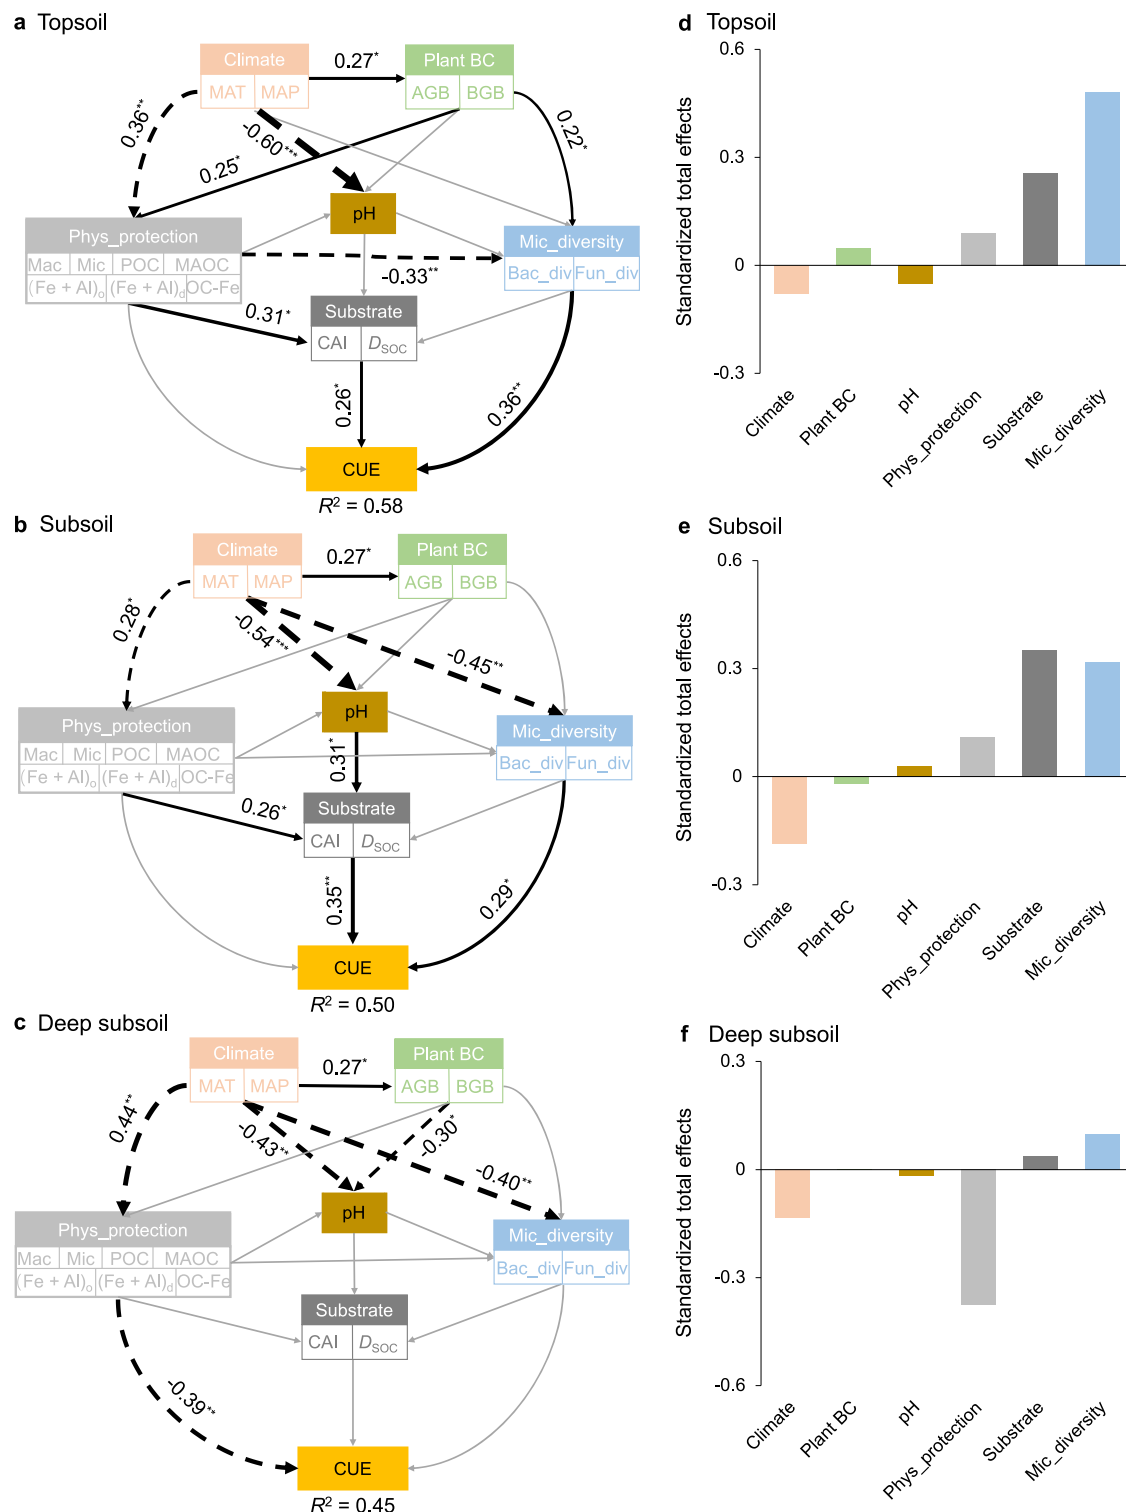 a Topsoil
Climate
MAT MAP
0.27*
Plant BC
AGB BGB
0.36**
-0.60***
0.25*
0.22*
pH
Phys_protection
Mac Mic POC MAOC
(Fe + Al)o (Fe + Al)d OC-Fe
-0.33**
Mic_diversity
Bac_div Fun_div
0.31*
Substrate
CAI DSOC
0.26*
0.36**
CUE
R² = 0.58
b Subsoil
Climate
MAT MAP
0.27*
Plant BC
AGB BGB
0.28*
-0.54***
-0.45**
pH
Phys_protection
Mac Mic POC MAOC
(Fe + Al)o (Fe + Al)d OC-Fe
Mic_diversity
Bac_div Fun_div
0.31*
0.26*
Substrate
CAI DSOC
0.35**
0.29*
CUE
R² = 0.50
c Deep subsoil
Climate
MAT MAP
0.27*
Plant BC
AGB BGB
0.44**
-0.43**
-0.30*
-0.40**
pH
Phys_protection
Mac Mic POC MAOC
(Fe + Al)o (Fe + Al)d OC-Fe
Mic_diversity
Bac_div Fun_div
Substrate
CAI DSOC
-0.39**
CUE
R² = 0.45
d Topsoil
Standardized total effects
0.6
0.3
0
-0.3
Climate
Plant BC
pH
Phys_protection
Substrate
Mic_diversity
e Subsoil
Standardized total effects
0.6
0.3
0
-0.3
Climate
Plant BC
pH
Phys_protection
Substrate
Mic_diversity
f Deep subsoil
Standardized total effects
0.3
0
-0.3
-0.6
Climate
Plant BC
pH
Phys_protection
Substrate
Mic_diversity